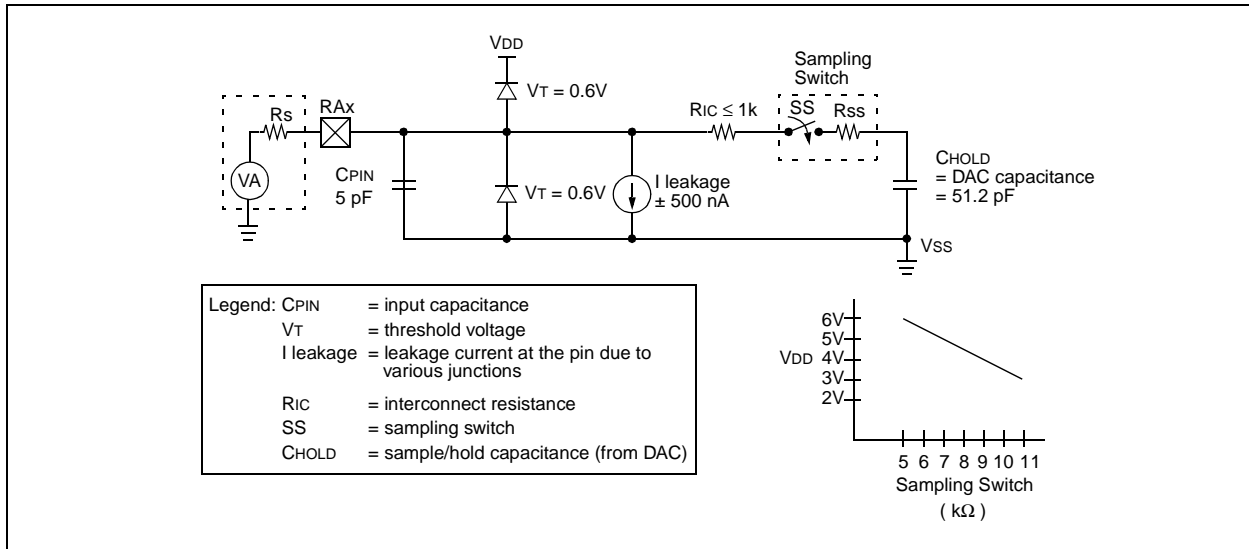 VDD
Sampling
Switch
VT = 0.6V
RAx
Rs
RIC ≤ 1k
SS
RSS
VA
CPIN
5 pF
VT = 0.6V
I leakage
± 500 nA
CHOLD
= DAC capacitance
= 51.2 pF
VSS
Legend: CPIN = input capacitance
VT = threshold voltage
I leakage = leakage current at the pin due to
various junctions
RIC = interconnect resistance
SS = sampling switch
CHOLD = sample/hold capacitance (from DAC)
6V
5V
VDD 4V
3V
2V
5 6 7 8 9 10 11
Sampling Switch
( kΩ )